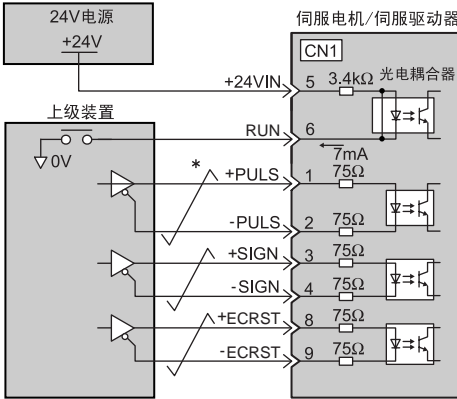 24V电源
+24V
伺服电机/伺服驱动器
CN1
+24VIN 5 3.4kΩ 光电耦合器
上级装置
RUN 6
0V
7mA
* +PULS 1 75Ω
-PULS 2 75Ω
+SIGN 3 75Ω
-SIGN 4 75Ω
+ECRST 8 75Ω
-ECRST 9 75Ω